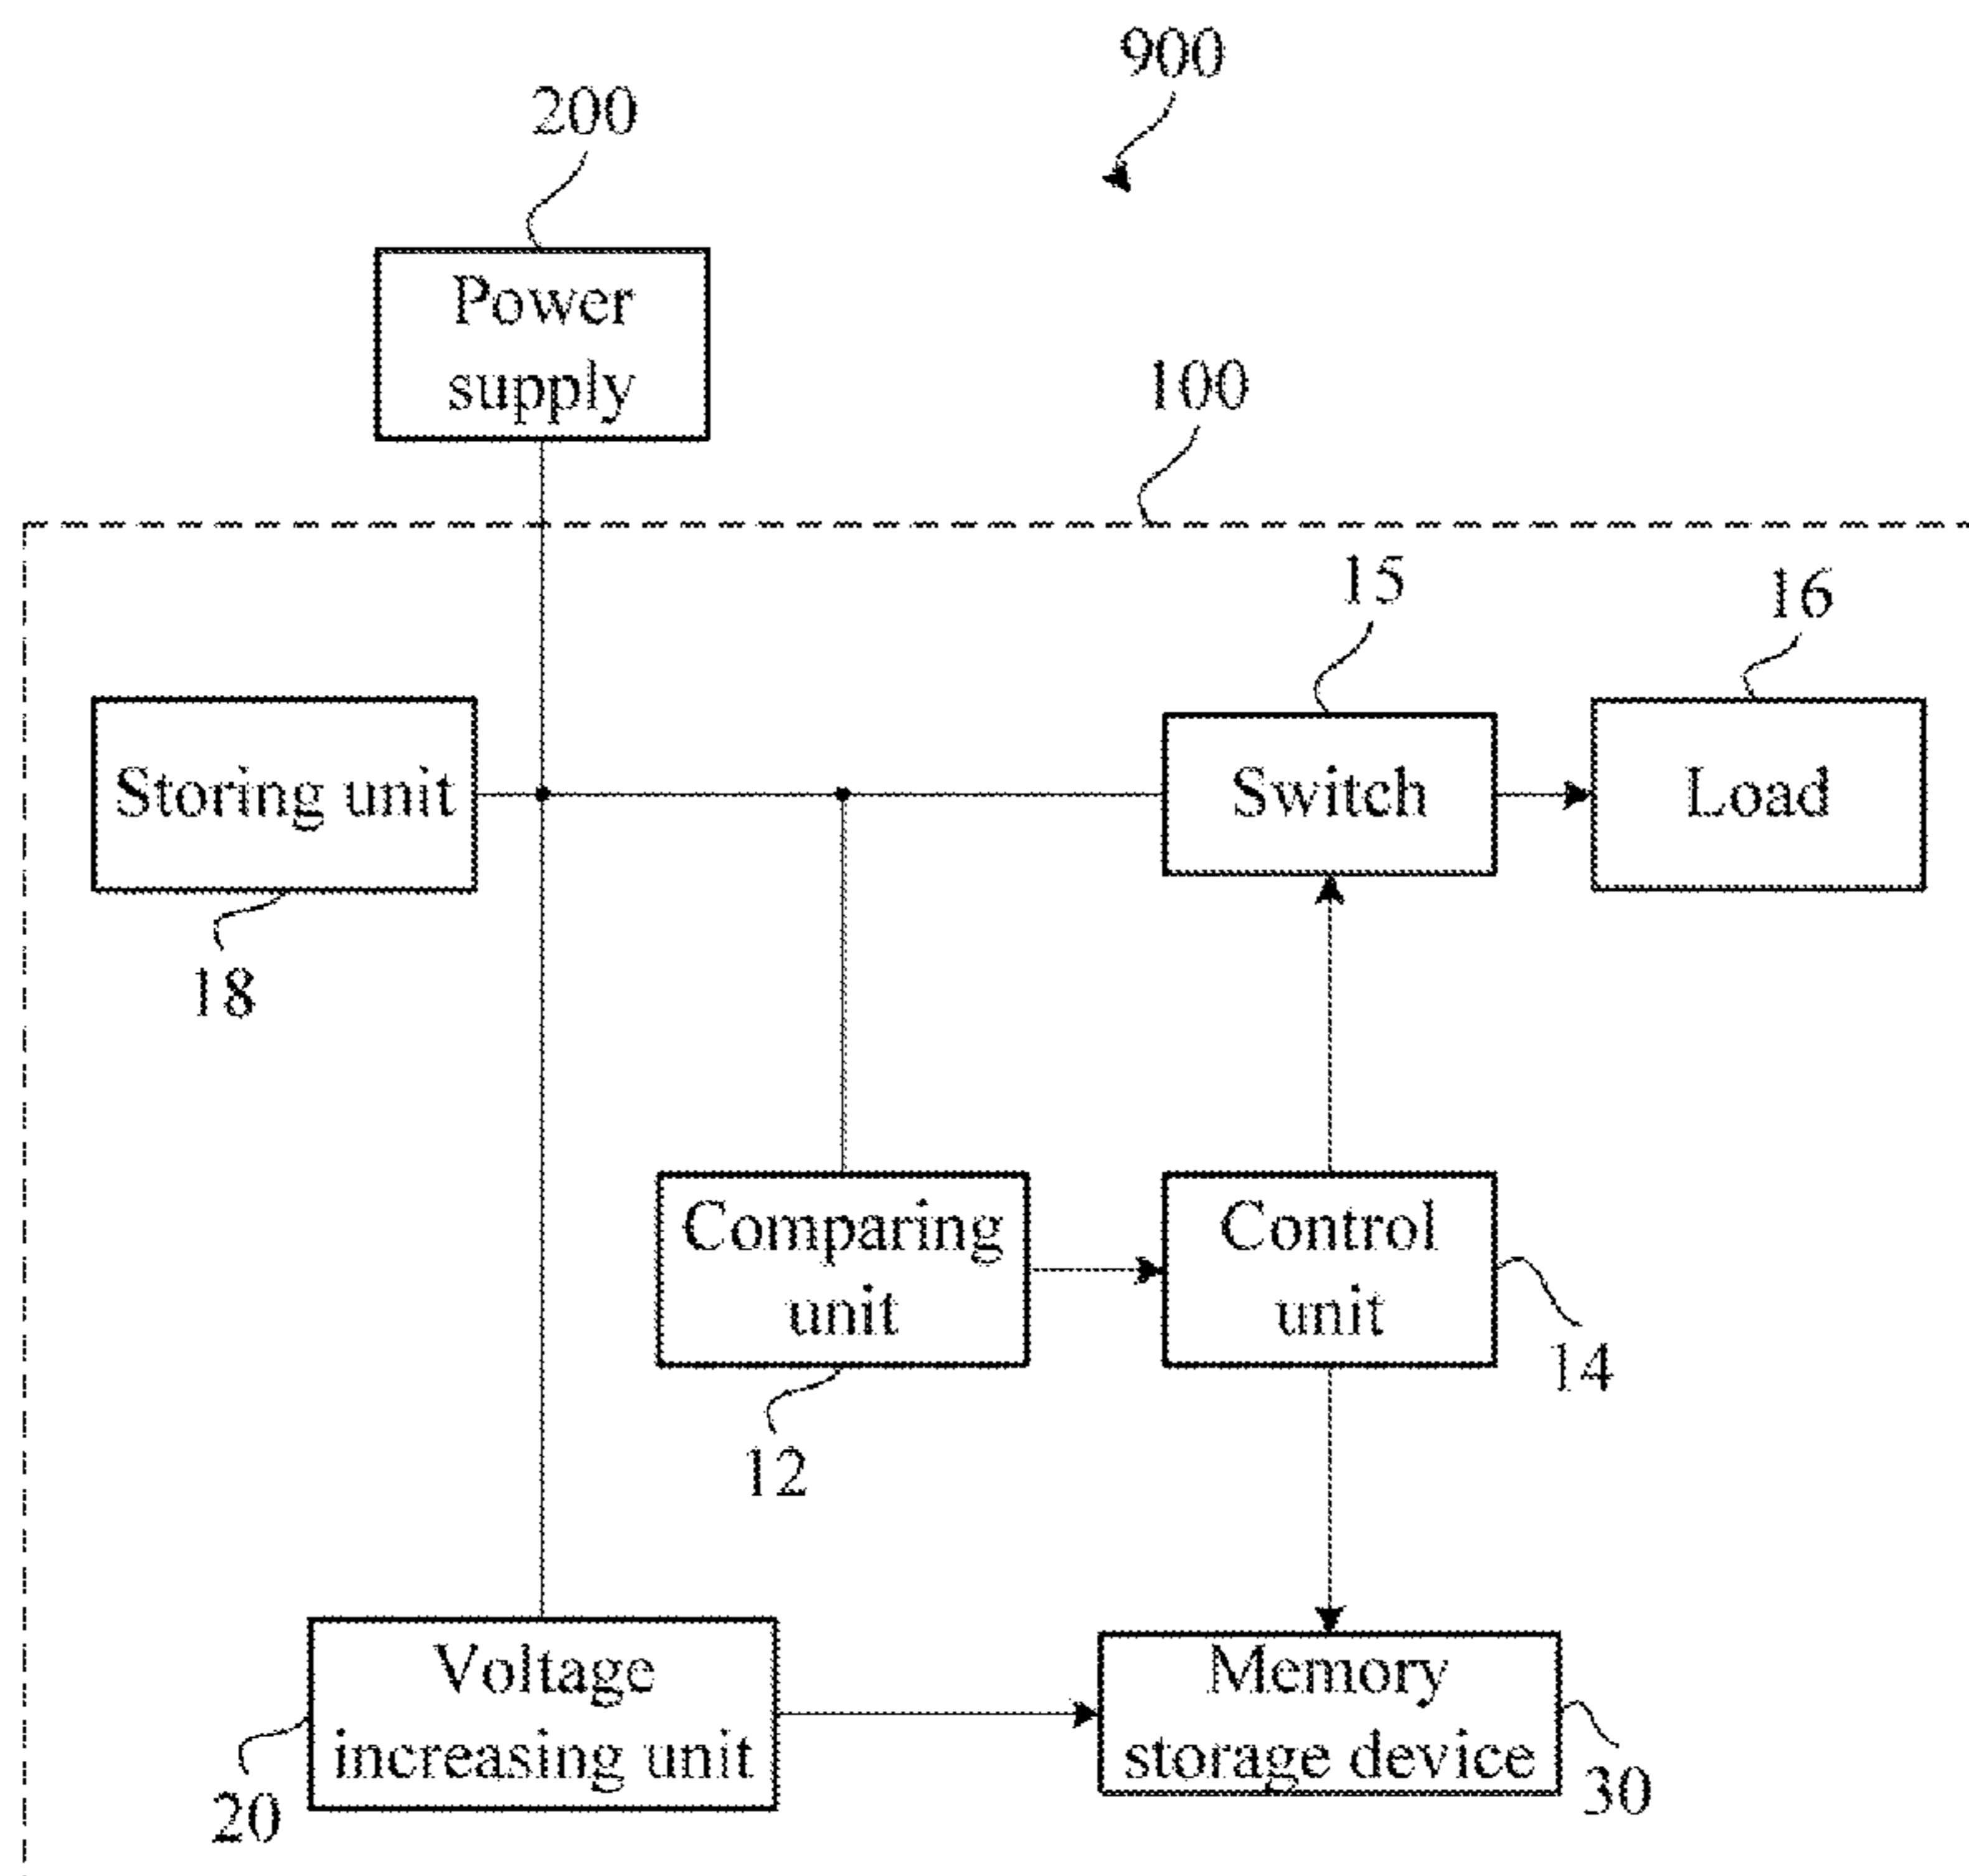 900
200
Power
supply
100
15
16
Storing unit
Switch
Load
18
Comparing
unit
Control
unit
14
12
Voltage
increasing unit
Memory
storage device
20
30